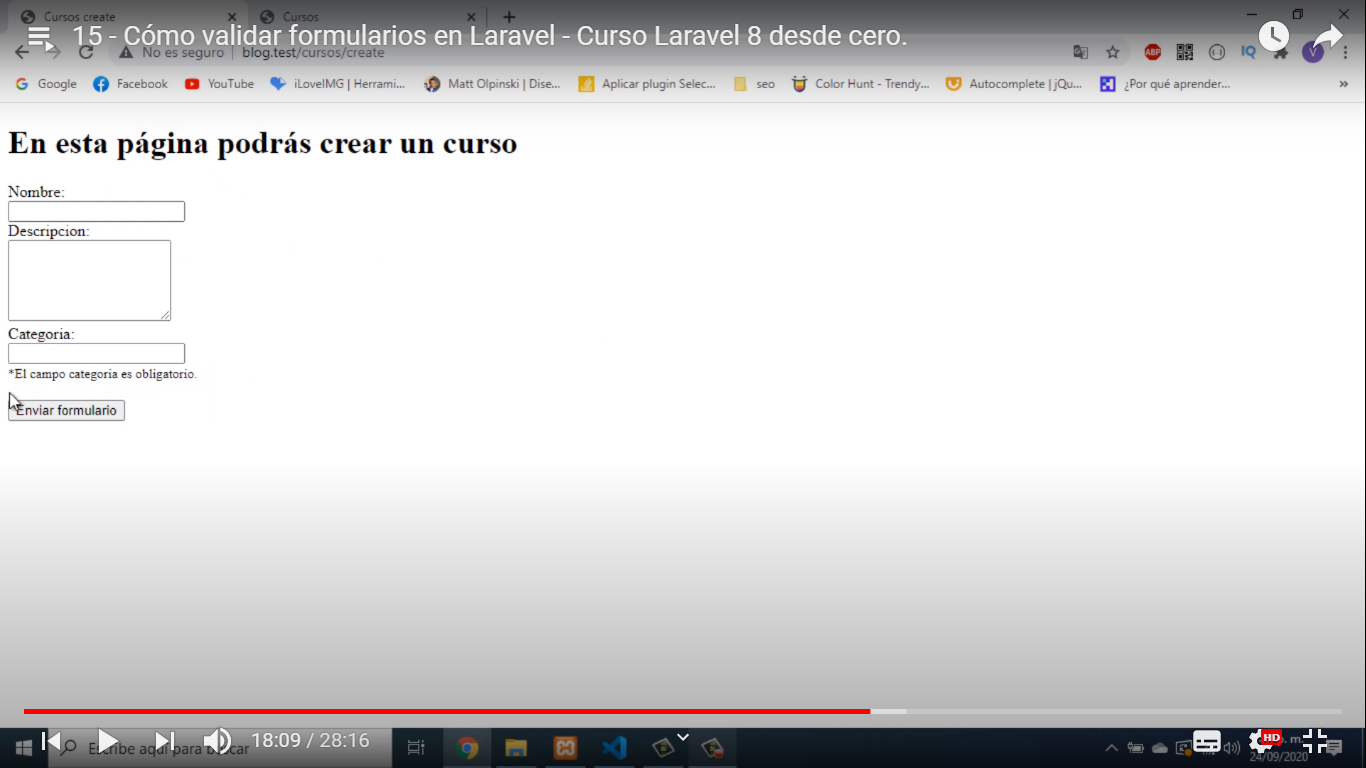 Cursos create
Cursos
15 - Cómo validar formularios en Laravel - Curso Laravel 8 desde cero.
No es seguro | blog.test/cursos/create
ABP
IQ
V
Google
Facebook
YouTube
iLoveIMG | Herrami...
Matt Olpinski | Dise...
Aplicar plugin Selec...
seo
Color Hunt - Trendy...
Autocomplete | jQu...
¿Por qué aprender...
»
En esta página podrás crear un curso
Nombre:
Descripcion:
Categoria:
*El campo categoria es obligatorio.
Enviar formulario
Escribe aquí para buscar
18:09 / 28:16
HD
24/09/2020